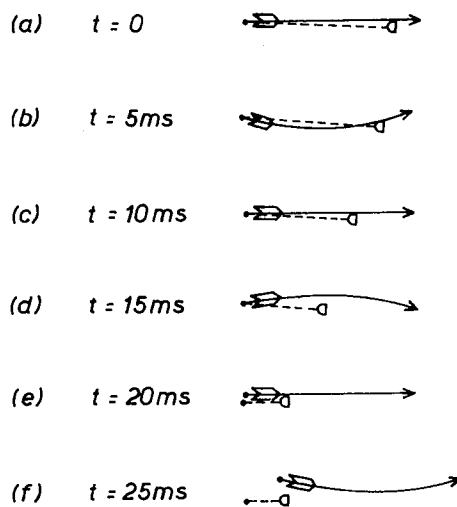 (a) t = 0
(b) t = 5ms
(c) t = 10ms
(d) t = 15ms
(e) t = 20ms
(f) t = 25ms